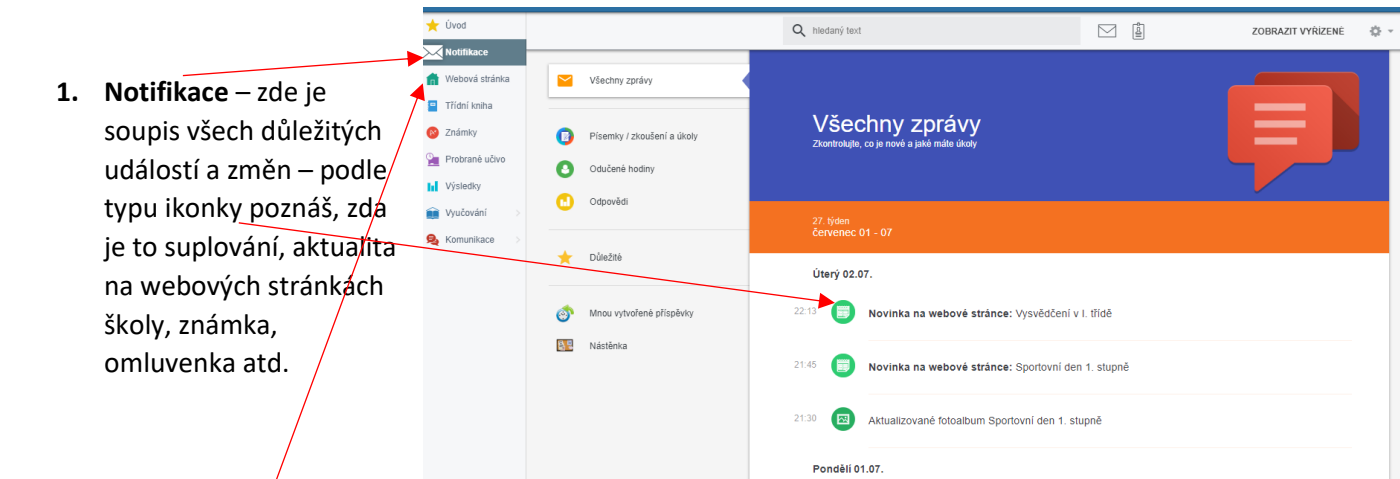 1. Notifikace – zde je
soupis všech důležitých
událostí a změn – podle
typu ikonky poznáš, zda
je to suplování, aktualita
na webových stránkách
školy, známka,
omluvenka atd.
Úvod
Notifikace
Webová stránka
Třídní kniha
Známky
Probrané učivo
Výsledky
Vyučování
Komunikace
hledaný text
ZOBRAZIT VYŘÍZENÉ
Všechny zprávy
Písemky / zkoušení a úkoly
Odučené hodiny
Odpovědi
Důležité
Mnou vytvořené příspěvky
Nástěnka
Všechny zprávy
Zkontrolujte, co je nové a jaké máte úkoly
27. týden
červenec 01 - 07
Úterý 02.07.
22:13 Novinka na webové stránce: Vysvědčení v I. třídě
21:45 Novinka na webové stránce: Sportovní den 1. stupně
21:30 Aktualizované fotoalbum Sportovní den 1. stupně
Pondělí 01.07.